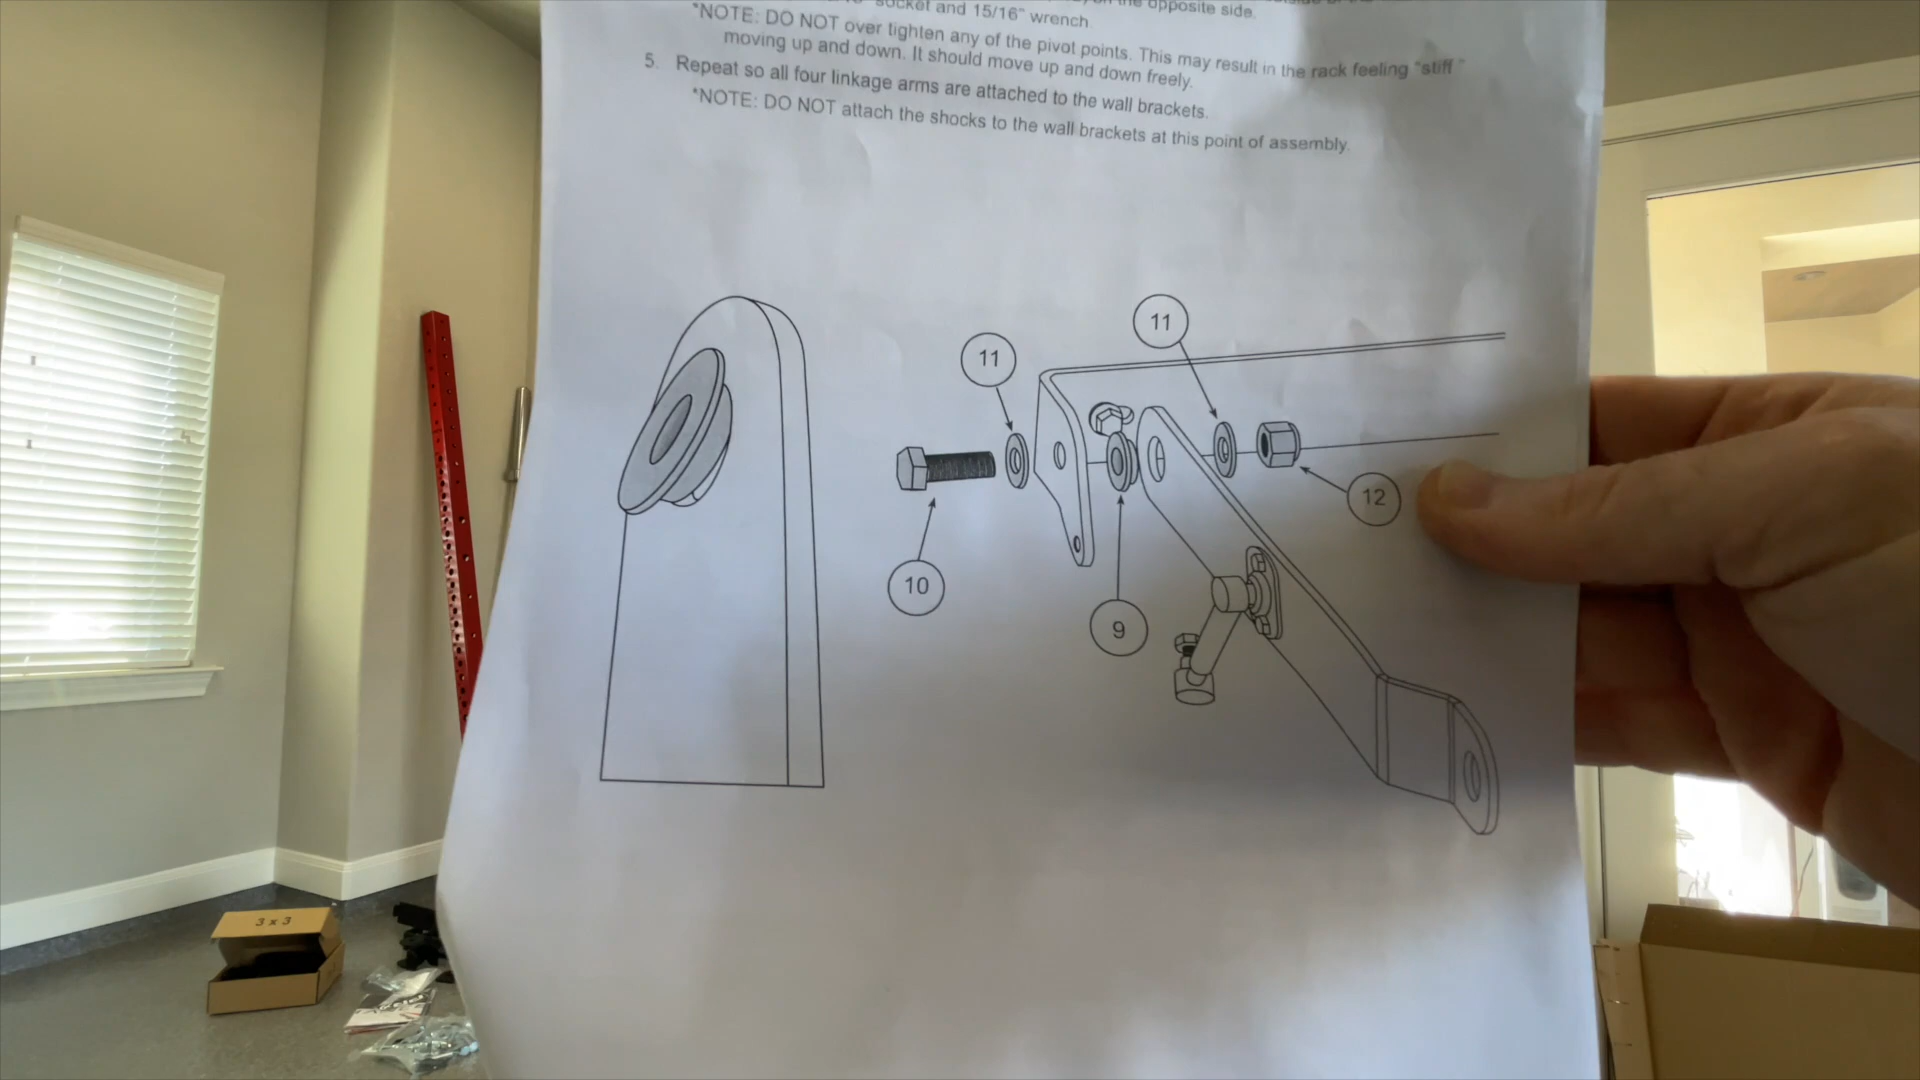 the opposite side.
socket and 15/16" wrench.
*NOTE: DO NOT over tighten any of the pivot points. This may result in the rack feeling "stiff"
moving up and down. It should move up and down freely.
5. Repeat so all four linkage arms are attached to the wall brackets.
*NOTE: DO NOT attach the shocks to the wall brackets at this point of assembly.
11
11
12
10
9
3 x 3